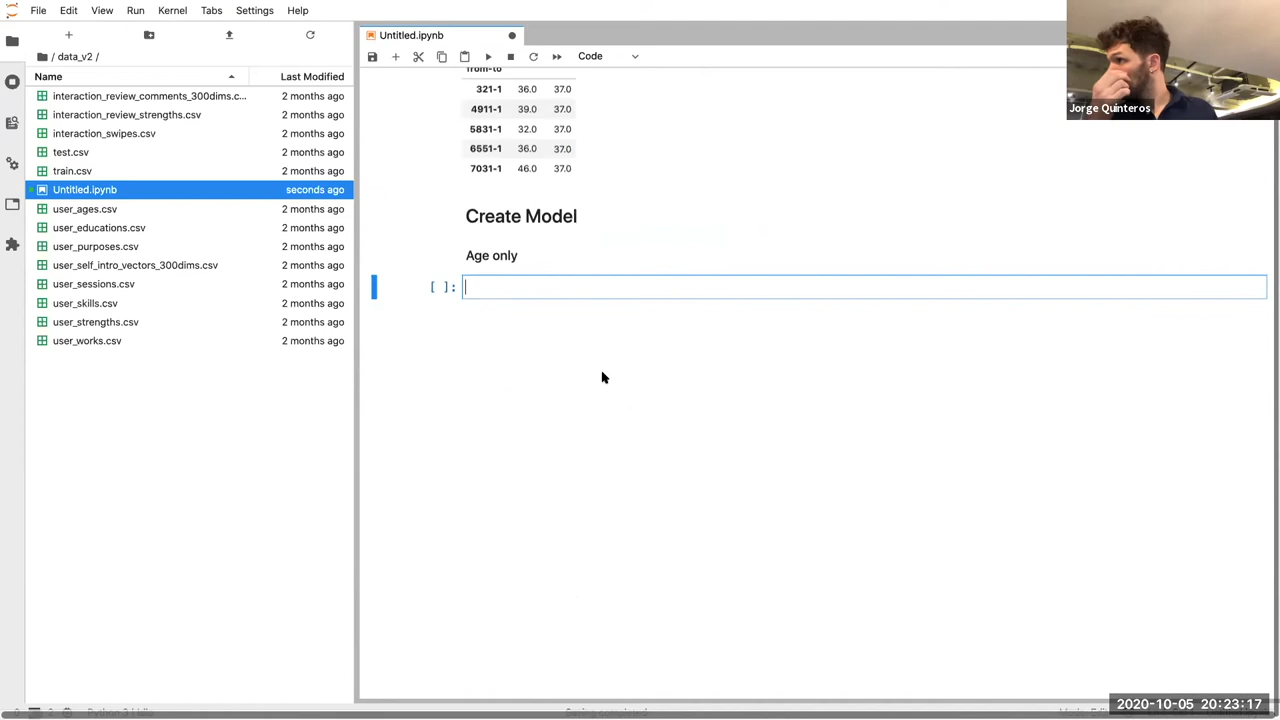 File Edit View Run Kernel Tabs Settings Help
/ data_v2 /
Name Last Modified
interaction_review_comments_300dims.c... 2 months ago
interaction_review_strengths.csv 2 months ago
interaction_swipes.csv 2 months ago
test.csv 2 months ago
train.csv 2 months ago
Untitled.ipynb seconds ago
user_ages.csv 2 months ago
user_educations.csv 2 months ago
user_purposes.csv 2 months ago
user_self_intro_vectors_300dims.csv 2 months ago
user_sessions.csv 2 months ago
user_skills.csv 2 months ago
user_strengths.csv 2 months ago
user_works.csv 2 months ago
Untitled.ipynb
Code
from-to
321-1 36.0 37.0
4911-1 39.0 37.0
5831-1 32.0 37.0
6551-1 36.0 37.0
7031-1 46.0 37.0
Create Model
Age only
[ ]:
Jorge Quinteros
2020-10-05 20:23:17